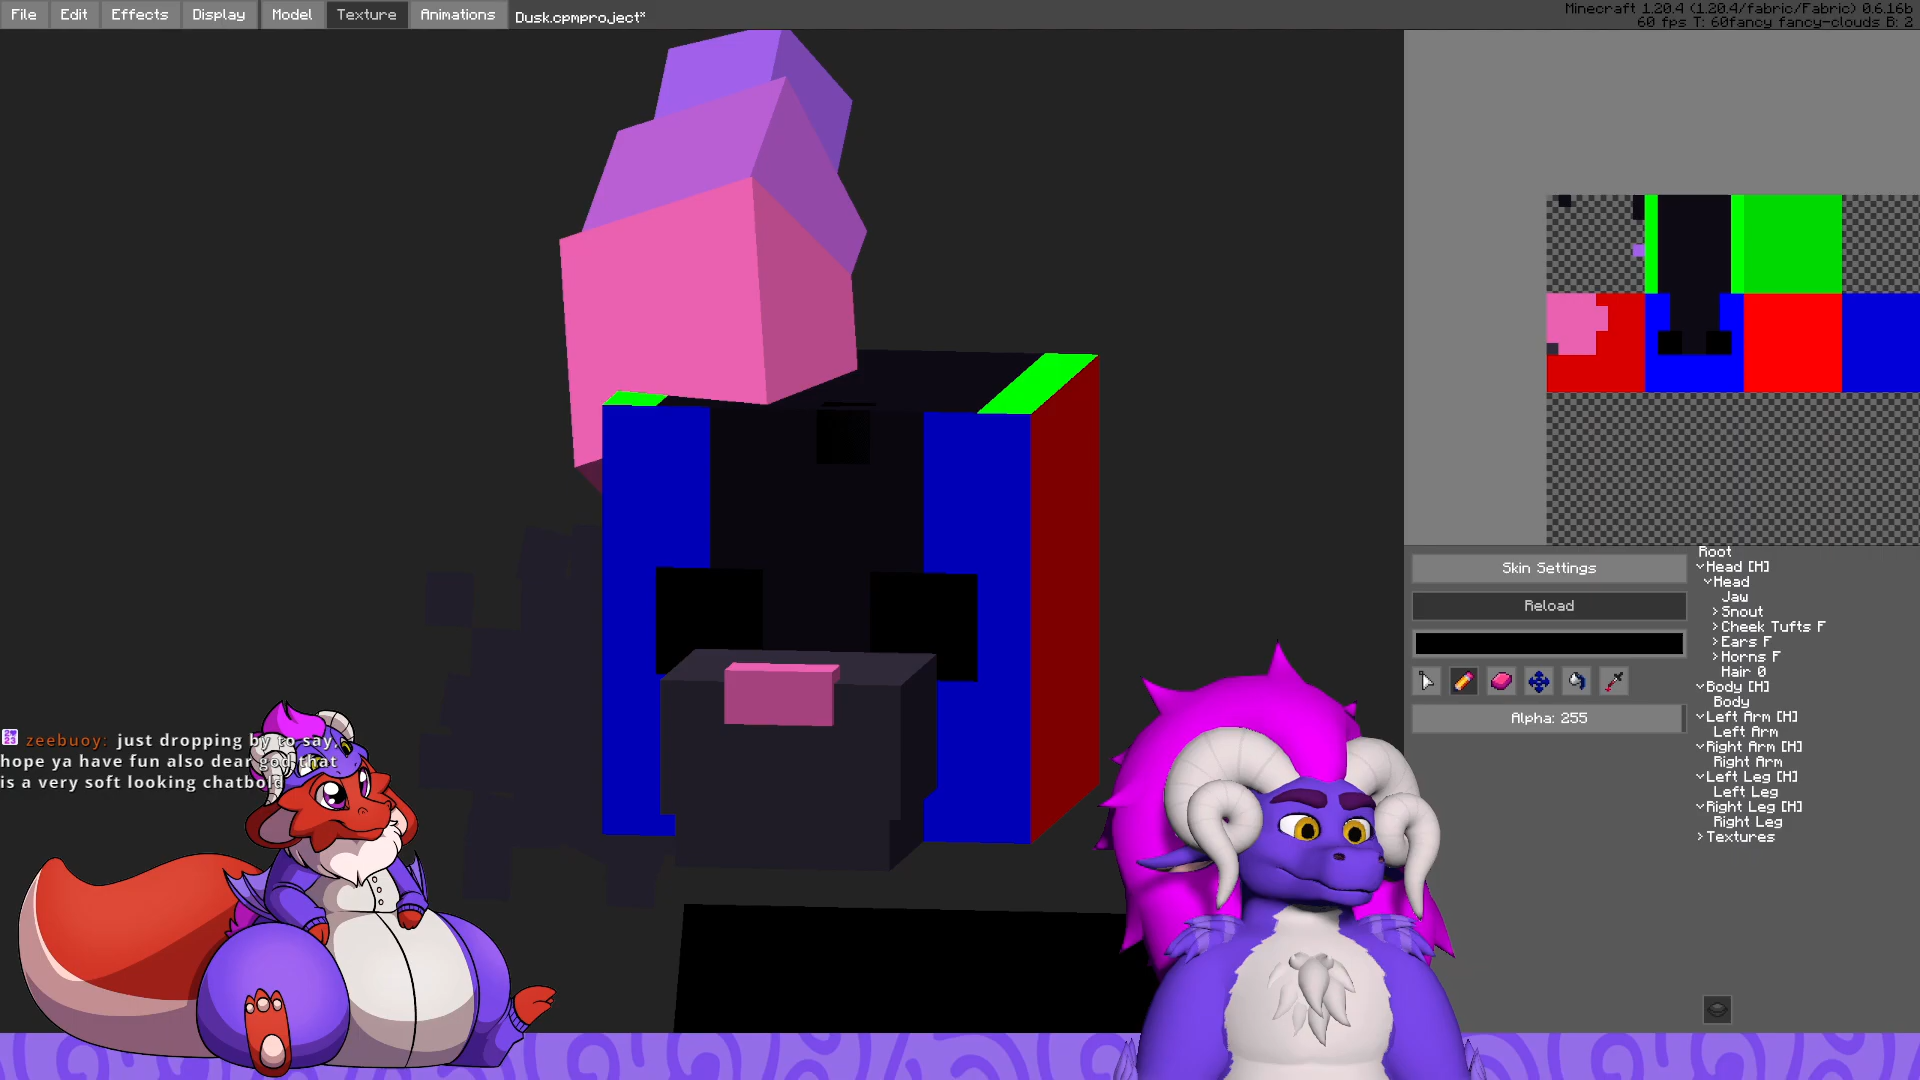 File Edit Effects Display Model Texture Animations Dusk.cpmproject*
Minecraft 1.20.4 (1.20.4/fabric/Fabric) 0.6.16b
60 fps T: 60fancy fancy-clouds B: 2
Skin Settings
Reload
Alpha: 255
Root
Head [H]
Head
Jaw
Snout
Cheek Tufts F
Ears F
Horns F
Hair 0
Body [H]
Body
Left Arm [H]
Left Arm
Right Arm [H]
Right Arm
Left Leg [H]
Left Leg
Right Leg [H]
Right Leg
Textures
zeebuoy: just dropping by to say,
hope ya have fun also dear god that
is a very soft looking chatbold